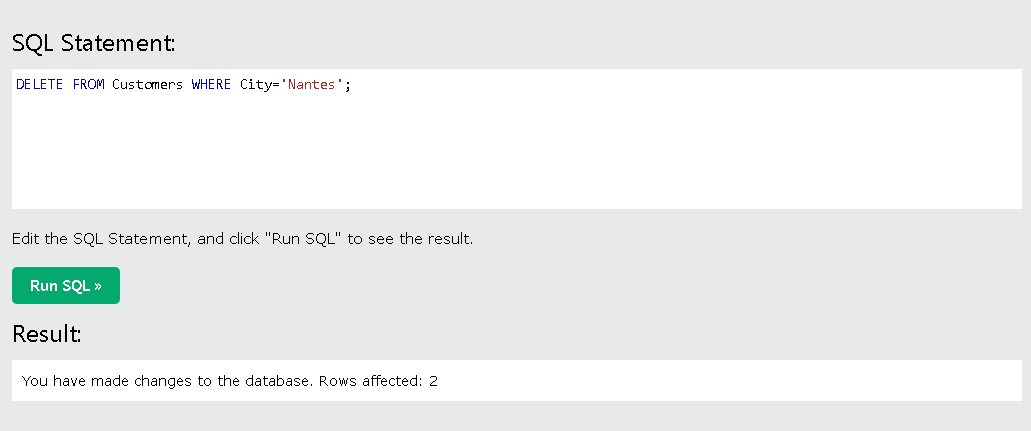 SQL Statement:
DELETE FROM Customers WHERE City='Nantes';
Edit the SQL Statement, and click "Run SQL" to see the result.
Run SQL »
Result:
You have made changes to the database. Rows affected: 2